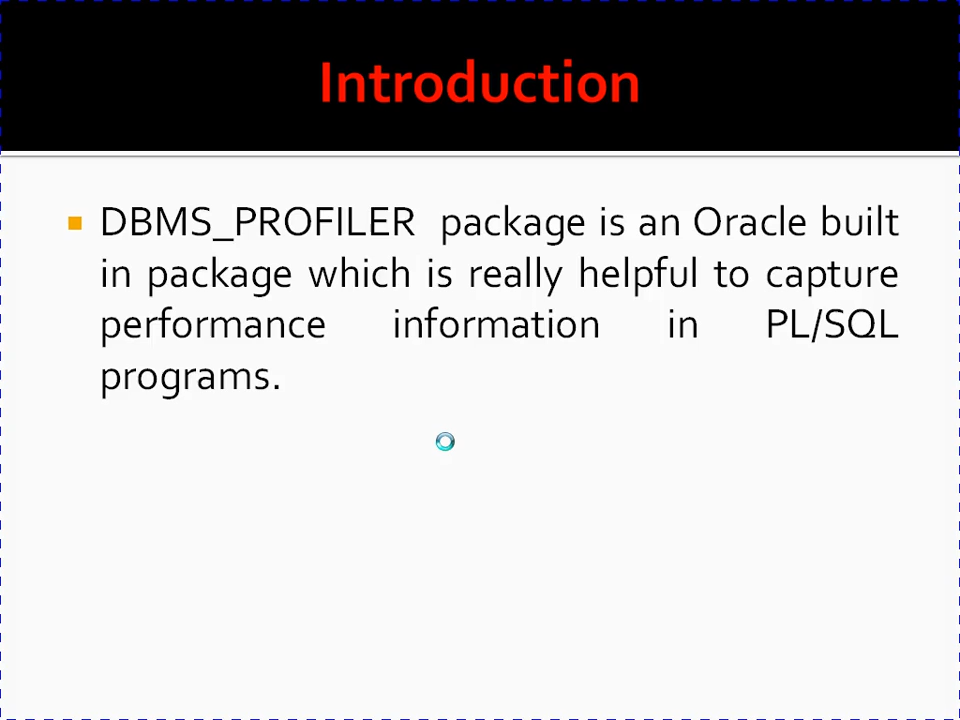 Introduction
DBMS_PROFILER package is an Oracle built
in package which is really helpful to capture
performance information in PL/SQL
programs.